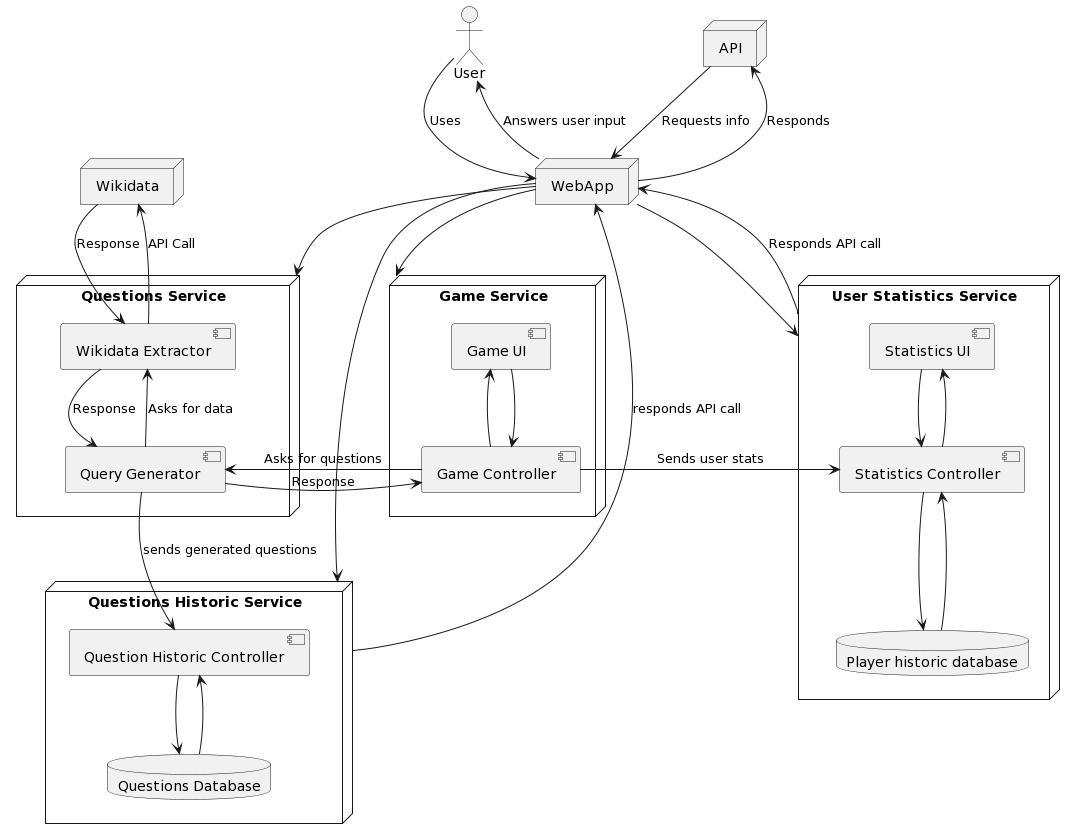 API
User
Uses
Answers user input
Requests info
Responds
Wikidata
WebApp
Response
API Call
Responds API call
Questions Service
Game Service
User Statistics Service
Wikidata Extractor
Game UI
Statistics UI
Response
Asks for data
responds API call
Asks for questions
Sends user stats
Query Generator
Response
Game Controller
Statistics Controller
sends generated questions
Questions Historic Service
Question Historic Controller
Player historic database
Questions Database